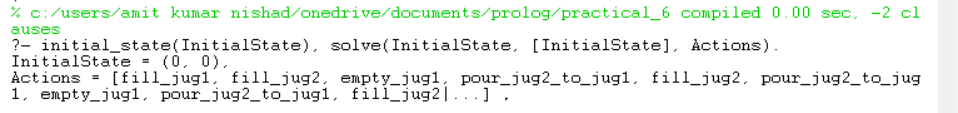 % c:/users/amit kumar nishad/onedrive/documents/prolog/practical_6 compiled 0.00 sec, -2 cl
auses
?- initial_state(InitialState), solve(InitialState, [InitialState], Actions).
InitialState = (0, 0),
Actions = [fill_jug1, fill_jug2, empty_jug1, pour_jug2_to_jug1, fill_jug2, pour_jug2_to_jug
1, empty_jug1, pour_jug2_to_jug1, fill_jug2|...] ,